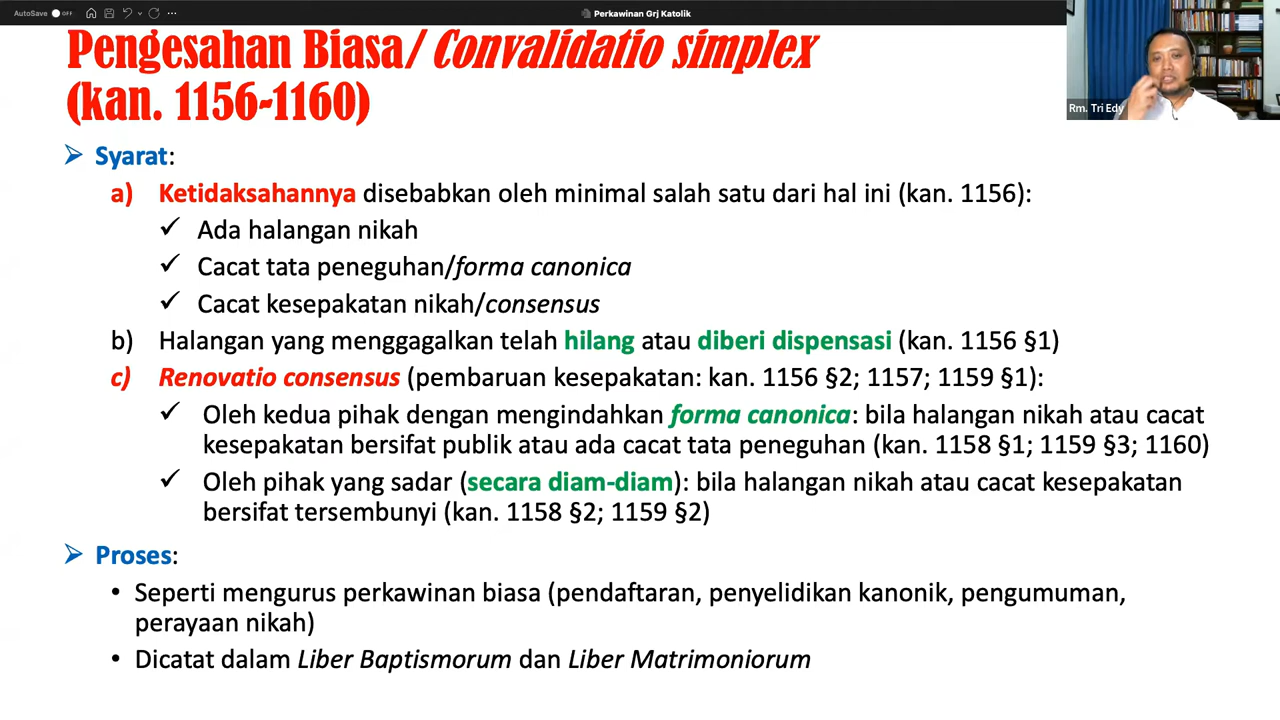 AutoSave OFF
Perkawinan Grj Katolik
Pengesahan Biasa/ Convalidatio simplex
(kan. 1156-1160)
Rm. Tri Edy
➢ Syarat:
a) Ketidaksahannya disebabkan oleh minimal salah satu dari hal ini (kan. 1156):
✓ Ada halangan nikah
✓ Cacat tata peneguhan/forma canonica
✓ Cacat kesepakatan nikah/consensus
b) Halangan yang menggagalkan telah hilang atau diberi dispensasi (kan. 1156 §1)
c) Renovatio consensus (pembaruan kesepakatan: kan. 1156 §2; 1157; 1159 §1):
✓ Oleh kedua pihak dengan mengindahkan forma canonica: bila halangan nikah atau cacat
kesepakatan bersifat publik atau ada cacat tata peneguhan (kan. 1158 §1; 1159 §3; 1160)
✓ Oleh pihak yang sadar (secara diam-diam): bila halangan nikah atau cacat kesepakatan
bersifat tersembunyi (kan. 1158 §2; 1159 §2)
➢ Proses:
• Seperti mengurus perkawinan biasa (pendaftaran, penyelidikan kanonik, pengumuman,
perayaan nikah)
• Dicatat dalam Liber Baptismorum dan Liber Matrimoniorum